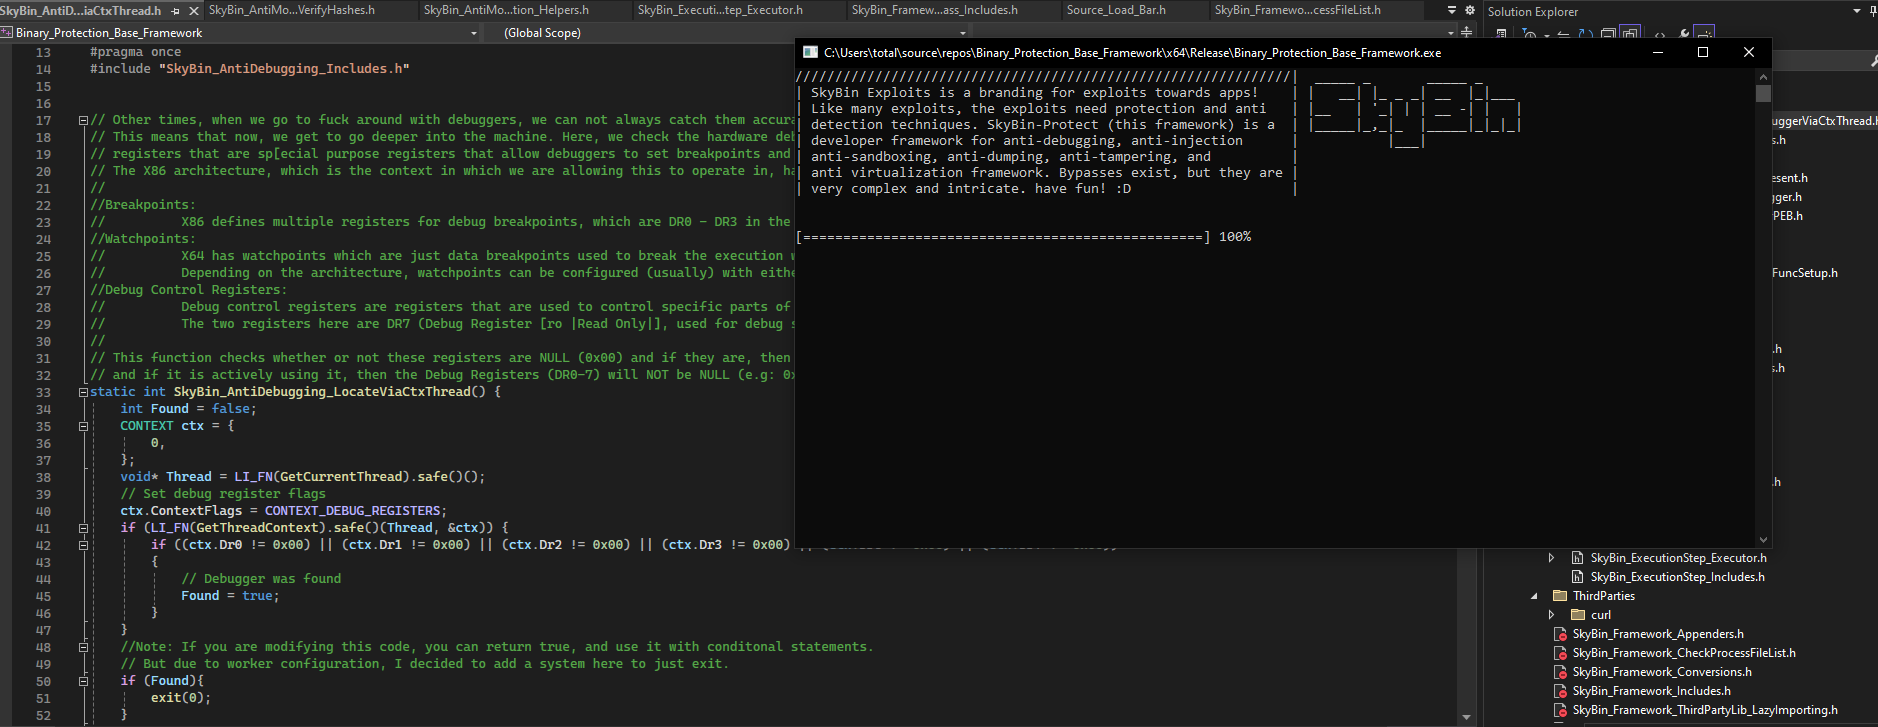 SkyBin_AntiD...iaCtxThread.h
SkyBin_AntiMo...VerifyHashes.h
SkyBin_AntiMo...tion_Helpers.h
SkyBin_Executi...tep_Executor.h
SkyBin_Framew...ass_Includes.h
Source_Load_Bar.h
SkyBin_Framewo...cessFileList.h
Solution Explorer
Binary_Protection_Base_Framework
(Global Scope)
C:\Users\total\source\repos\Binary_Protection_Base_Framework\x64\Release\Binary_Protection_Base_Framework.exe
//////////////////////////////////////////////////////////////|
| SkyBin Exploits is a branding for exploits towards apps! |
| Like many exploits, the exploits need protection and anti |
| detection techniques. SkyBin-Protect (this framework) is a |
| developer framework for anti-debugging, anti-injection |
| anti-sandboxing, anti-dumping, anti-tampering, and |
| anti virtualization framework. Bypasses exist, but they are |
| very complex and intricate. have fun! :D |
[==================================================] 100%
13 #pragma once
14 #include "SkyBin_AntiDebugging_Includes.h"
15
16
17 // Other times, when we go to fuck around with debuggers, we can not always catch them accura
18 // This means that now, we get to go deeper into the machine. Here, we check the hardware deb
19 // registers that are sp[ecial purpose registers that allow debuggers to set breakpoints and
20 // The X86 architecture, which is the context in which we are allowing this to operate in, ha
21 //
22 //Breakpoints:
23 // X86 defines multiple registers for debug breakpoints, which are DR0 - DR3 in the
24 //Watchpoints:
25 // X64 has watchpoints which are just data breakpoints used to break the execution w
26 // Depending on the architecture, watchpoints can be configured (usually) with eithe
27 //Debug Control Registers:
28 // Debug control registers are registers that are used to control specific parts of
29 // The two registers here are DR7 (Debug Register [ro |Read Only|], used for debug s
30 //
31 // This function checks whether or not these registers are NULL (0x00) and if they are, then
32 // and if it is actively using it, then the Debug Registers (DR0-7) will NOT be NULL (e.g: 0x
33 static int SkyBin_AntiDebugging_LocateViaCtxThread() {
34 int Found = false;
35 CONTEXT ctx = {
36 0,
37 };
38 void* Thread = LI_FN(GetCurrentThread).safe()();
39 // Set debug register flags
40 ctx.ContextFlags = CONTEXT_DEBUG_REGISTERS;
41 if (LI_FN(GetThreadContext).safe()(Thread, &ctx)) {
42 if ((ctx.Dr0 != 0x00) || (ctx.Dr1 != 0x00) || (ctx.Dr2 != 0x00) || (ctx.Dr3 != 0x00)
43 {
44 // Debugger was found
45 Found = true;
46 }
47 }
48 //Note: If you are modifying this code, you can return true, and use it with conditonal statements.
49 // But due to worker configuration, I decided to add a system here to just exit.
50 if (Found){
51 exit(0);
52 }
uggerViaCtxThread.h
s.h
esent.h
gger.h
PEB.h
FuncSetup.h
.h
s.h
.h
SkyBin_ExecutionStep_Executor.h
SkyBin_ExecutionStep_Includes.h
ThirdParties
curl
SkyBin_Framework_Appenders.h
SkyBin_Framework_CheckProcessFileList.h
SkyBin_Framework_Conversions.h
SkyBin_Framework_Includes.h
SkyBin_Framework_ThirdPartyLib_LazyImporting.h